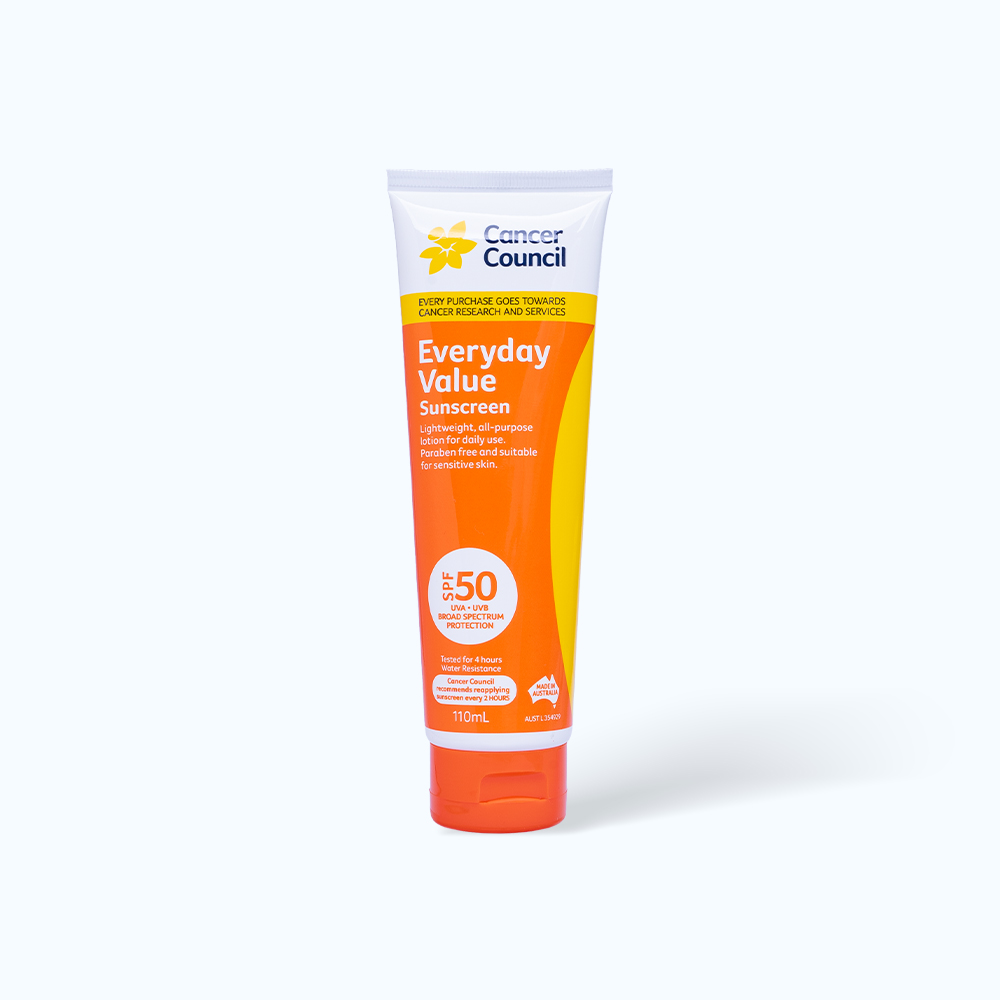 Cancer
Council
EVERY PURCHASE GOES TOWARDS
CANCER RESEARCH AND SERVICES
Everyday
Value
Sunscreen
Lightweight, all-purpose
lotion for daily use.
Paraben free and suitable
for sensitive skin.
SPF 50
UVA • UVB
BROAD SPECTRUM
PROTECTION
Tested for 4 hours
Water Resistance
Cancer Council
recommends reapplying
sunscreen every 2 HOURS
110mL
MADE IN
AUSTRALIA
AUST L